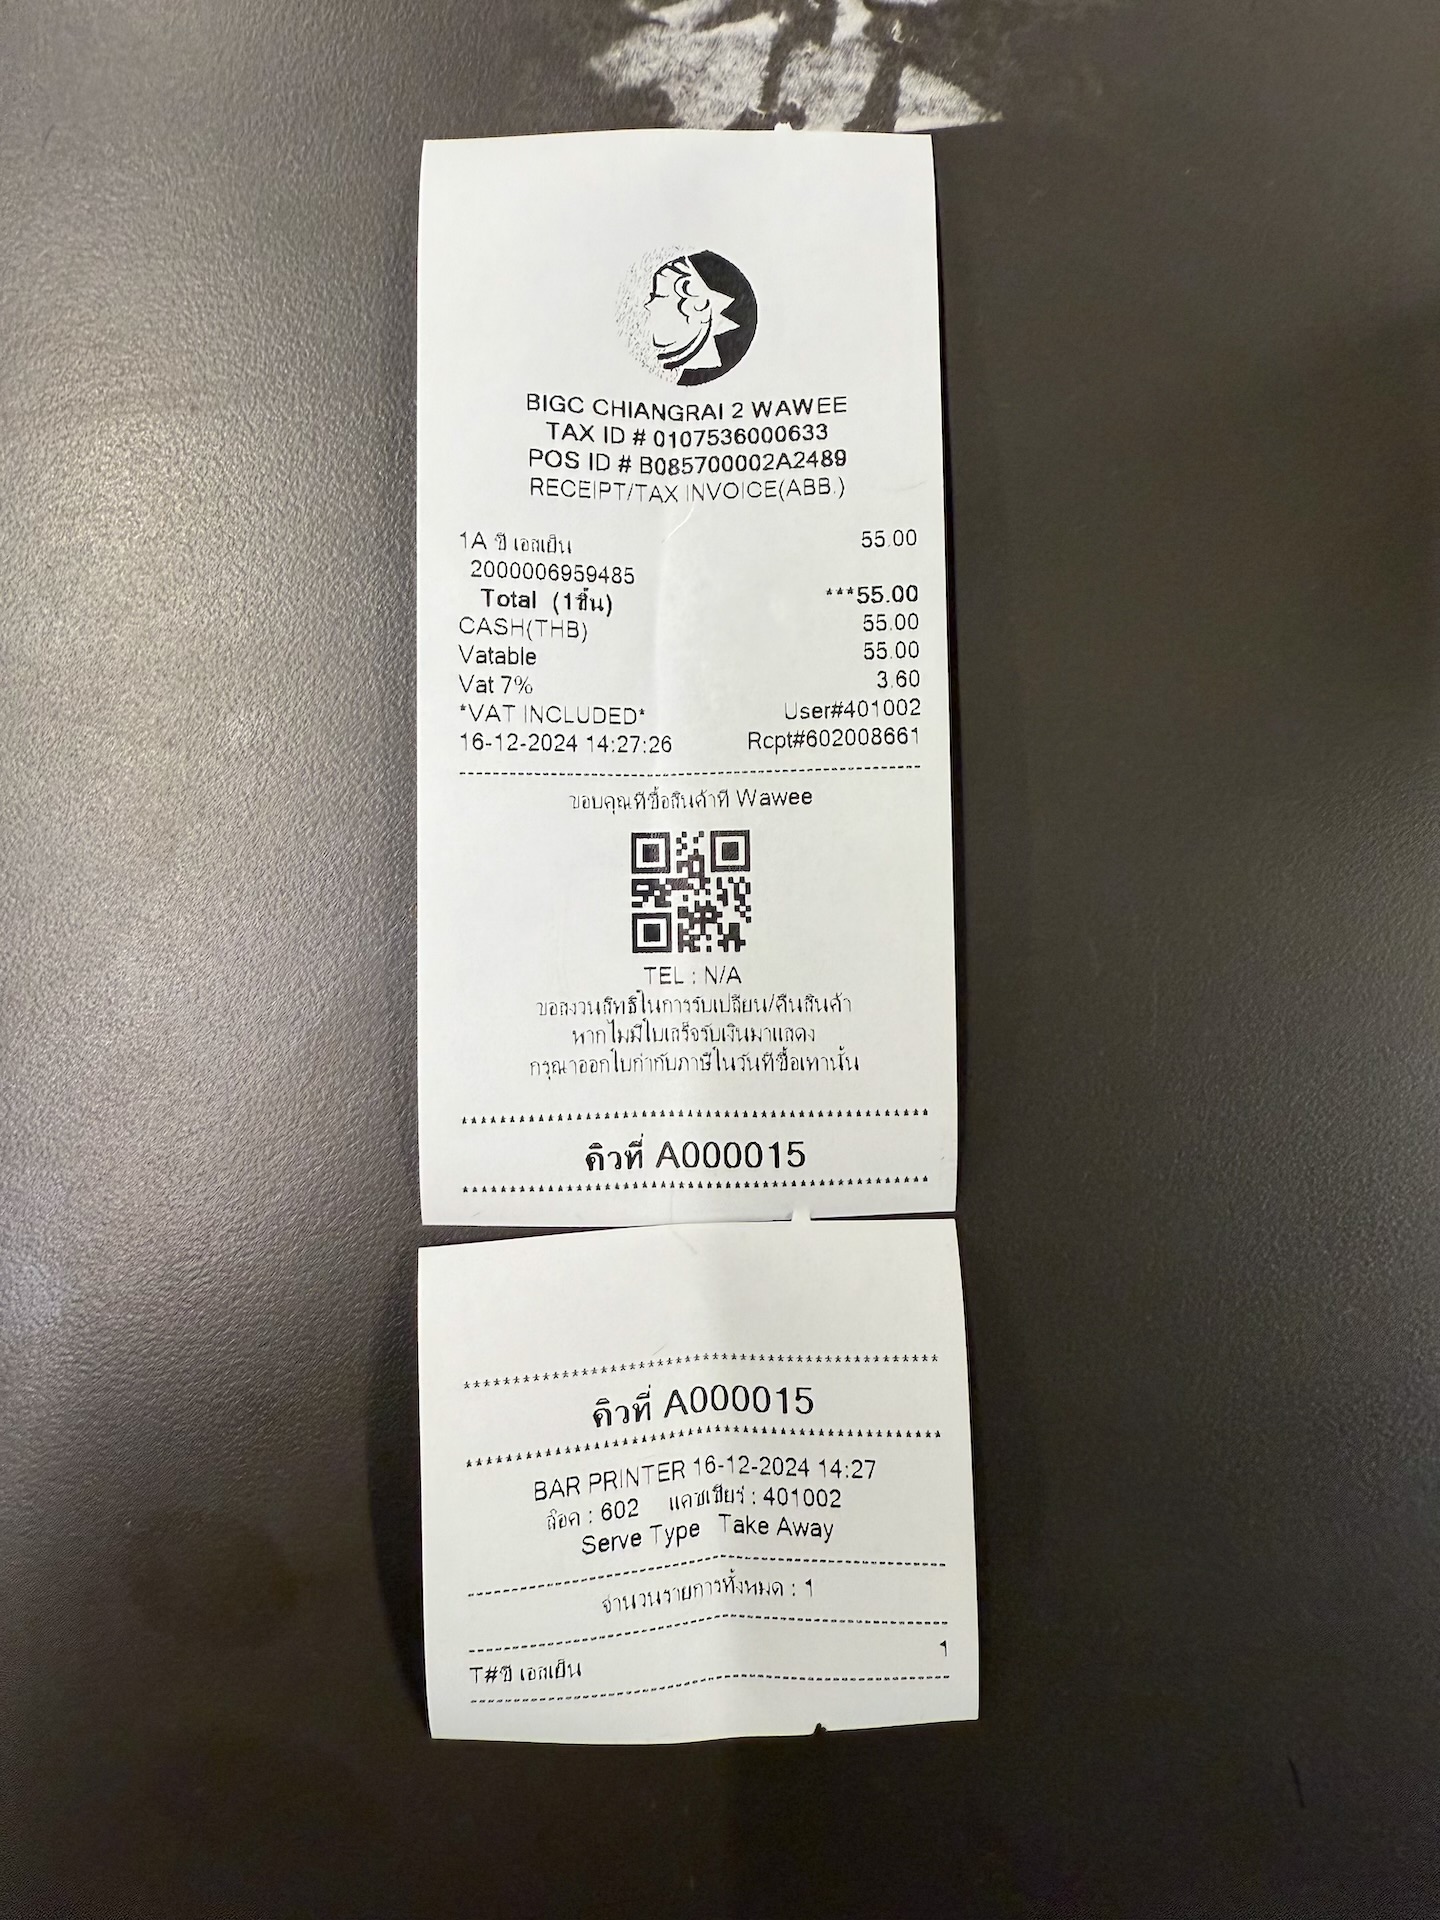 BIGC CHIANGRAI 2 WAWEE
TAX ID # 0107536000633
POS ID # B085700002A2489
RECEIPT/TAX INVOICE(ABB.)
1A ชี เอสเย็น 55.00
2000006959485
Total (1ชิ้น) ***55.00
CASH(THB) 55.00
Vatable 55.00
Vat 7% 3.60
*VAT INCLUDED* User#401002
16-12-2024 14:27:26 Rcpt#602008661
ขอบคุณที่ซื้อสินค้าที่ Wawee
TEL : N/A
ขอสงวนสิทธิ์ในการรับเปลี่ยน/คืนสินค้า
หากไม่มีใบเสร็จรับเงินมาแสดง
กรุณาออกใบกำกับภาษีในวันที่ซื้อเท่านั้น
****************************************************
คิวที่ A000015
****************************************************
****************************************************
คิวที่ A000015
****************************************************
BAR PRINTER 16-12-2024 14:27
ล๊อค : 602 แคชเชียร์ : 401002
Serve Type Take Away
จำนวนรายการทั้งหมด : 1
T#ชี เอสเย็น 1